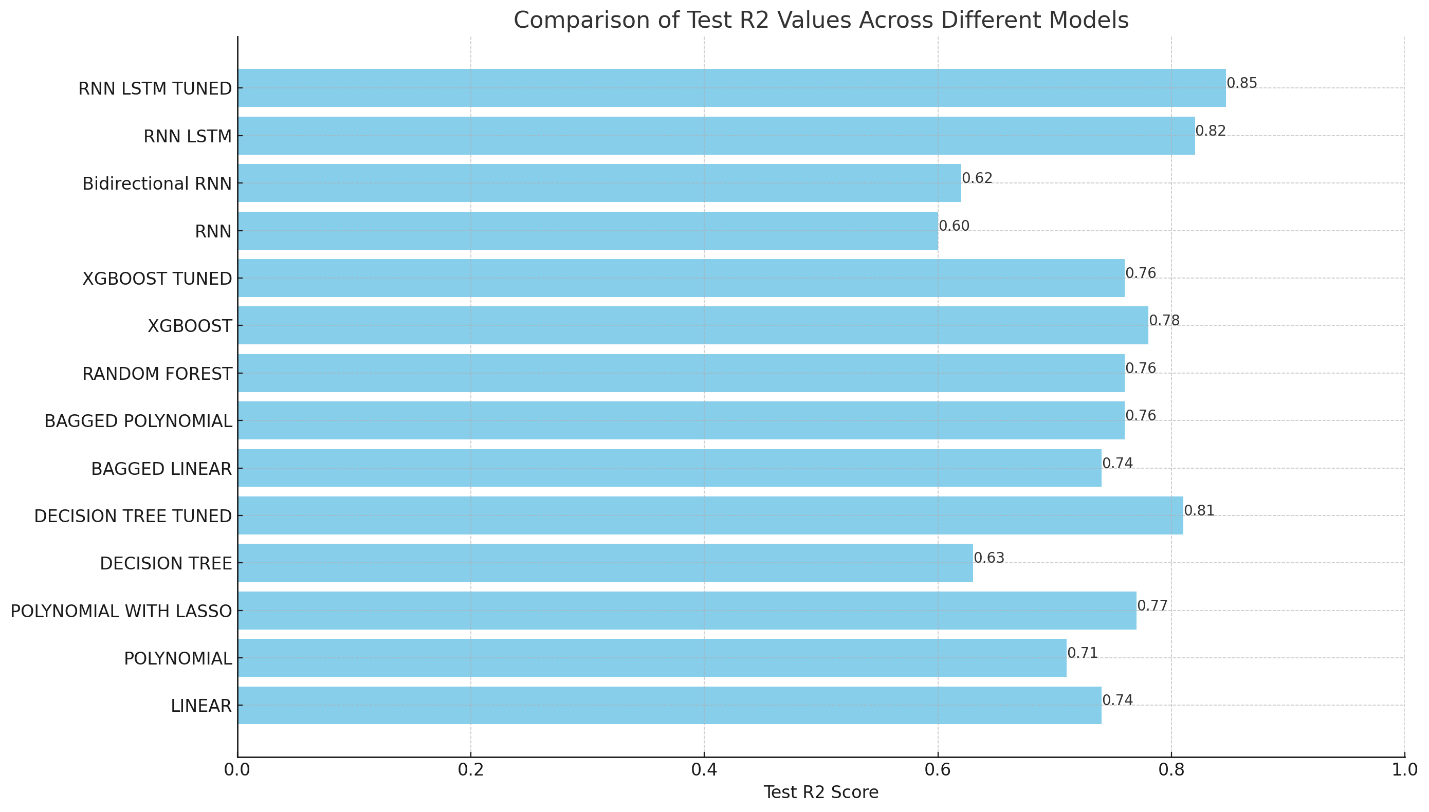 Comparison of Test R2 Values Across Different Models
RNN LSTM TUNED 0.85
RNN LSTM 0.82
Bidirectional RNN 0.62
RNN 0.60
XGBOOST TUNED 0.76
XGBOOST 0.78
RANDOM FOREST 0.76
BAGGED POLYNOMIAL 0.76
BAGGED LINEAR 0.74
DECISION TREE TUNED 0.81
DECISION TREE 0.63
POLYNOMIAL WITH LASSO 0.77
POLYNOMIAL 0.71
LINEAR 0.74
0.0 0.2 0.4 0.6 0.8 1.0
Test R2 Score